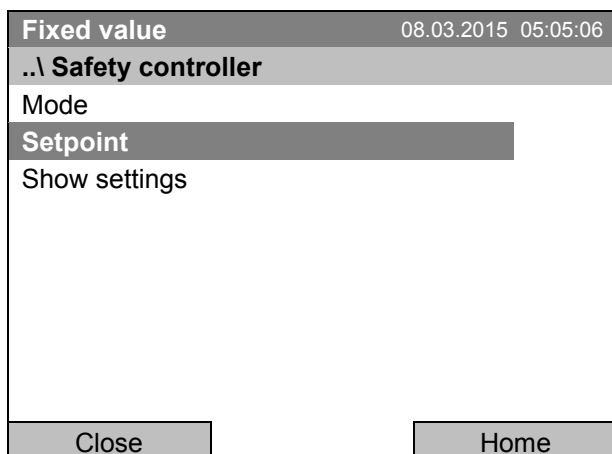 Fixed value 08.03.2015 05:05:06
..\ Safety controller
Mode
Setpoint
Show settings
Close Home